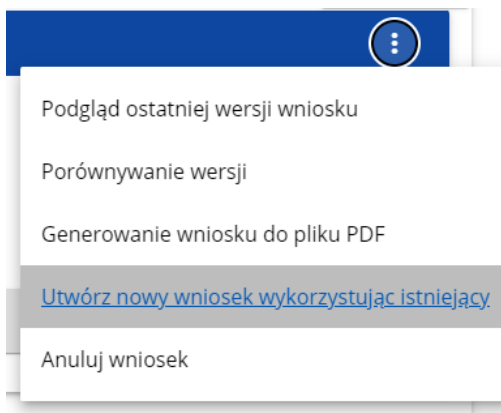 Podgląd ostatniej wersji wniosku
Porównywanie wersji
Generowanie wniosku do pliku PDF
Utwórz nowy wniosek wykorzystując istniejący
Anuluj wniosek